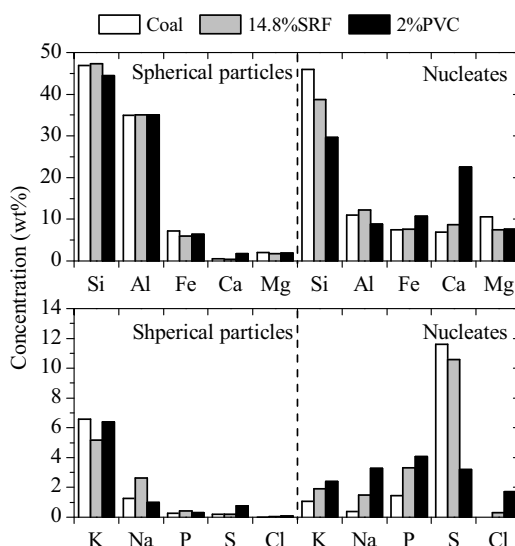 Coal 14.8%SRF 2%PVC
Concentration (wt%)
50
40
30
20
10
0
Spherical particles Nucleates
Si Al Fe Ca Mg Si Al Fe Ca Mg
14
12
10
8
6
4
2
0
Shperical particles Nucleates
K Na P S Cl K Na P S Cl